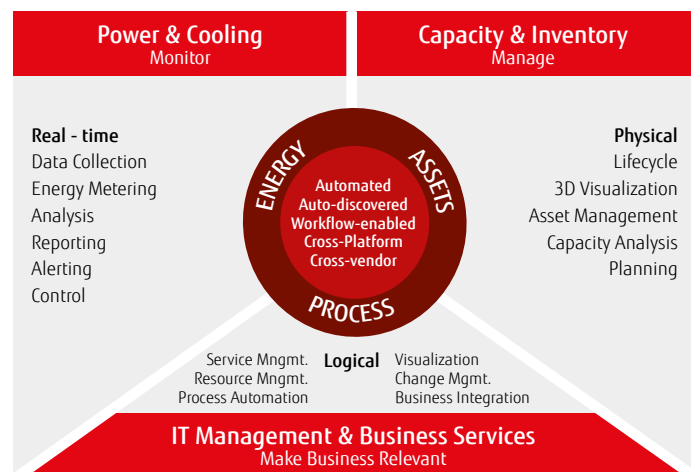 Power & Cooling
Monitor
Capacity & Inventory
Manage
Real - time
Data Collection
Energy Metering
Analysis
Reporting
Alerting
Control
ENERGY
ASSETS
PROCESS
Automated
Auto-discovered
Workflow-enabled
Cross-Platform
Cross-vendor
Physical
Lifecycle
3D Visualization
Asset Management
Capacity Analysis
Planning
Service Mngmt.
Resource Mngmt.
Process Automation
Logical
Visualization
Change Mgmt.
Business Integration
IT Management & Business Services
Make Business Relevant